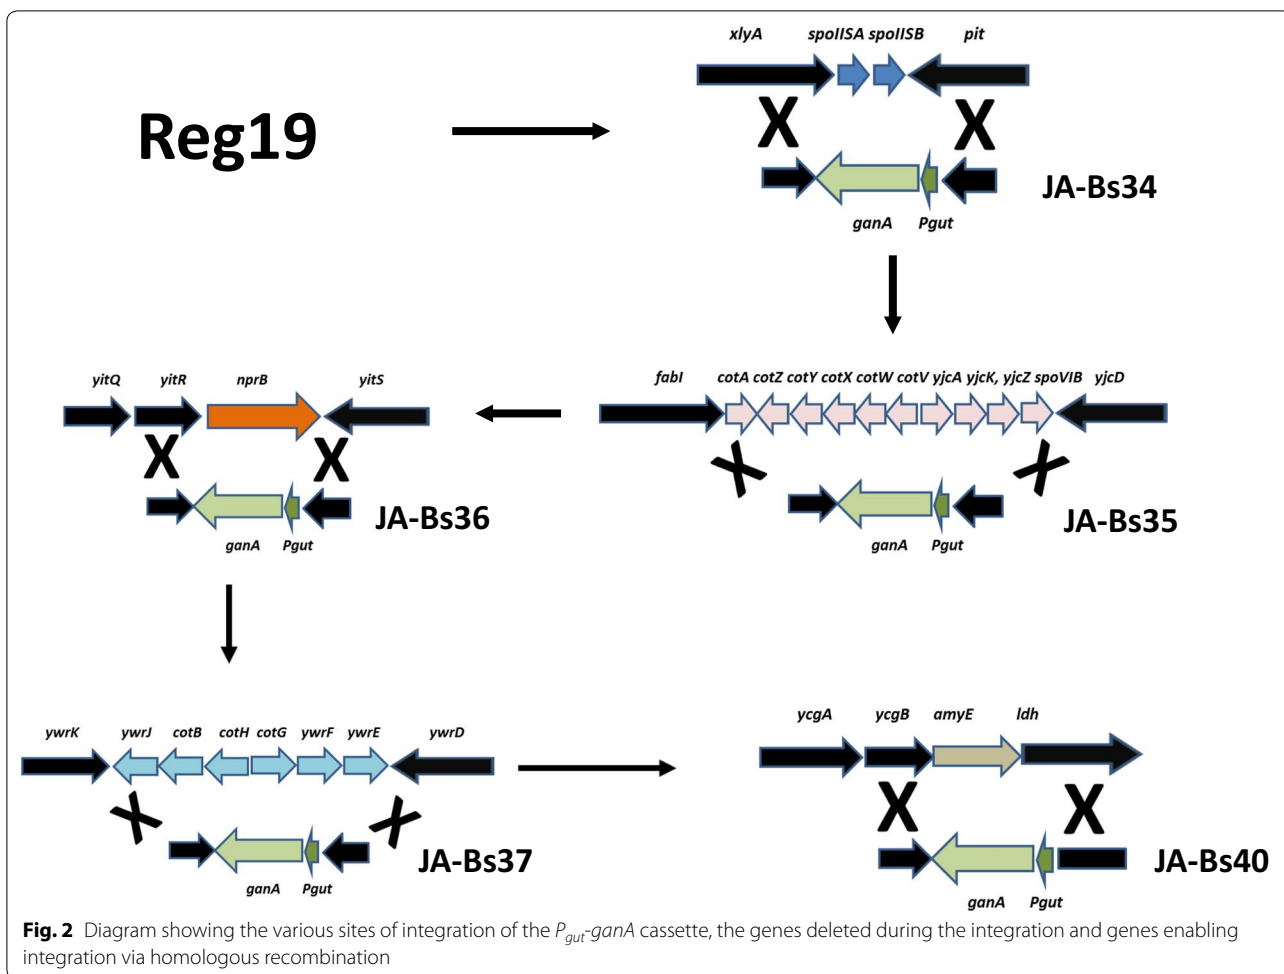 xlyA spoIISA spoIISB pit
Reg19
JA-Bs34
ganA Pgut
yitQ yitR nprB yitS
fabI cotA cotZ cotY cotX cotW cotV yjcA yjcK, yjcZ spoVIB yjcD
X X
X X
X X
JA-Bs36
JA-Bs35
ganA Pgut
ganA Pgut
ywrK ywrJ cotB cotH cotG ywrF ywrE ywrD
ycgA ycgB amyE ldh
X X
X X
JA-Bs37
JA-Bs40
ganA Pgut
ganA Pgut
Fig. 2 Diagram showing the various sites of integration of the Pgut-ganA cassette, the genes deleted during the integration and genes enabling
integration via homologous recombination